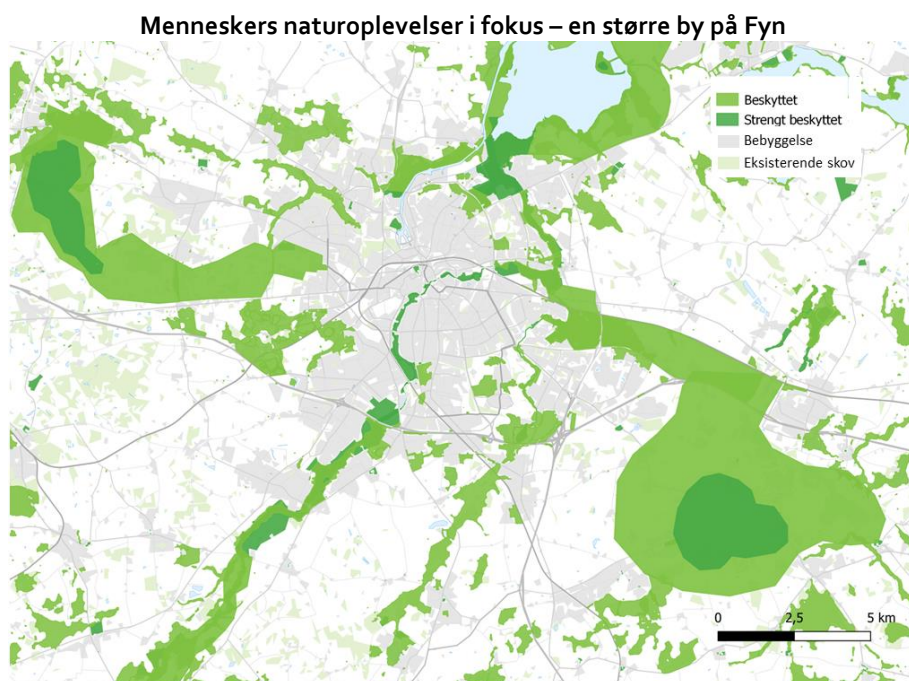 Menneskers naturoplevelser i fokus – en større by på Fyn
Beskyttet
Strengt beskyttet
Bebyggelse
Eksisterende skov
0 2,5 5 km